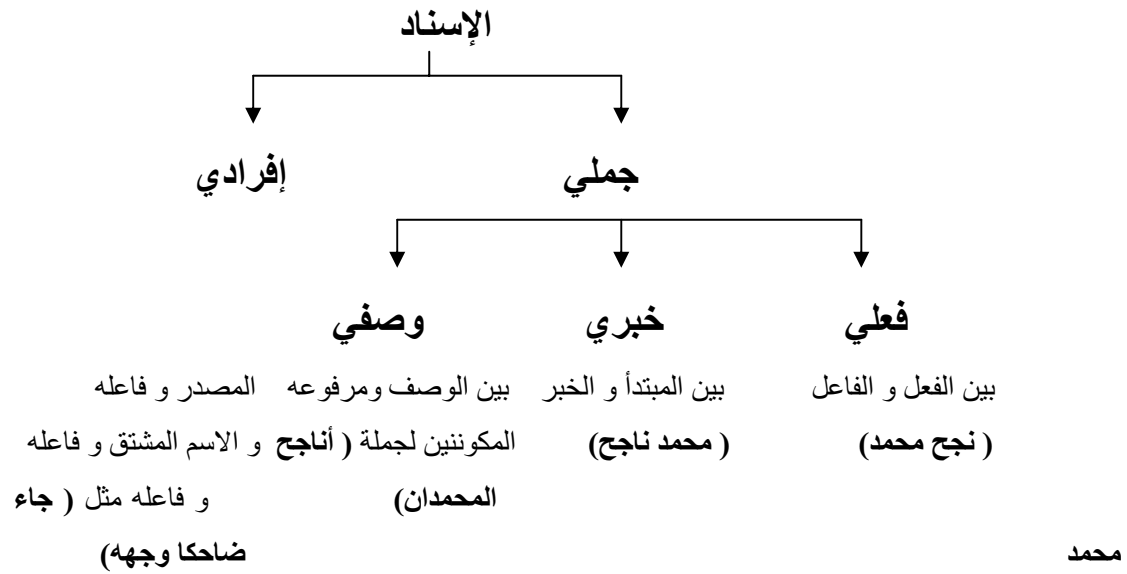 الإسناد
جملي إفرادي
فعلي خبري وصفي
بين الفعل و الفاعل بين المبتدأ و الخبر بين الوصف ومرفوعه المصدر و فاعله
( نجح محمد) ( محمد ناجح) المكوننين لجملة ( أناجح و الاسم المشتق و فاعله
المحمدان) و فاعله مثل ( جاء
محمد ضاحكا وجهه)